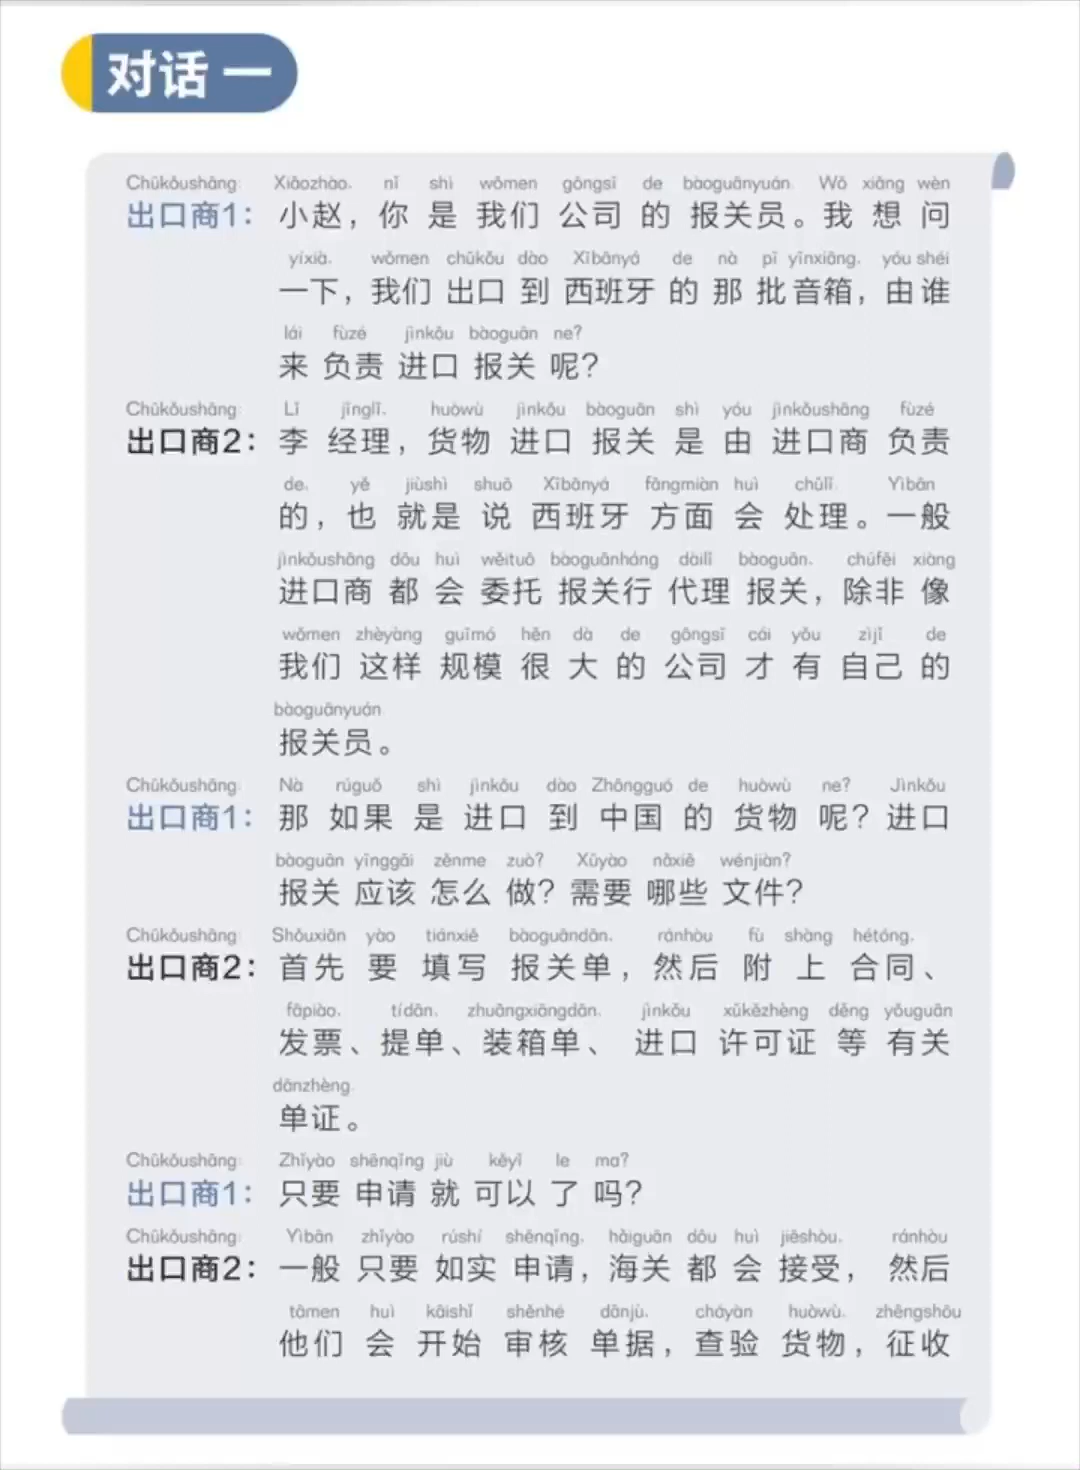 对话一
Chūkǒushāng: Xiǎozhào, nǐ shì wǒmen gōngsī de bàoguānyuán. Wǒ xiǎng wèn
出口商1：小赵，你 是 我们 公司 的 报关员。我 想 问
yíxià, wǒmen chūkǒu dào Xībānyá de nà pī yīnxiāng, yóu shéi
一下，我们 出口 到 西班牙 的 那 批 音箱，由谁
lái fùzé jìnkǒu bàoguān ne?
来 负责 进口 报关 呢？
Chūkǒushāng: Lǐ jīnglǐ, huòwù jìnkǒu bàoguān shì yóu jìnkǒushāng fùzé
出口商2：李 经理，货物 进口 报关 是 由 进口商 负责
de, yě jiùshì shuō Xībānyá fāngmiàn huì chǔlǐ. Yìbān
的，也 就是 说 西班牙 方面 会 处理。一般
jìnkǒushāng dōu huì wěituō bàoguānháng dàilǐ bàoguān, chúfēi xiàng
进口商 都 会 委托 报关行 代理 报关，除非 像
wǒmen zhèyàng guīmó hěn dà de gōngsī cái yǒu zìjǐ de
我们 这样 规模 很 大 的 公司 才 有 自己 的
bàoguānyuán.
报关员。
Chūkǒushāng: Nà rúguǒ shì jìnkǒu dào Zhōngguó de huòwù ne? Jìnkǒu
出口商1：那 如果 是 进口 到 中国 的 货物 呢？进口
bàoguān yīnggāi zěnme zuò? Xūyào nǎxiē wénjiàn?
报关 应该 怎么 做？需要 哪些 文件？
Chūkǒushāng: Shǒuxiān yào tiánxiě bàoguāndān, ránhòu fù shàng hétóng,
出口商2：首先 要 填写 报关单，然后 附 上 合同、
fāpiào, tídān, zhuāngxiāngdān, jìnkǒu xǔkězhèng děng yǒuguān
发票、提单、装箱单、 进口 许可证 等 有关
dānzhèng.
单证。
Chūkǒushāng: Zhǐyào shēnqǐng jiù kěyǐ le ma?
出口商1：只要 申请 就 可以 了 吗？
Chūkǒushāng: Yìbān zhǐyào rúshí shēnqǐng, hǎiguān dōu huì jiēshòu, ránhòu
出口商2：一般 只要 如实 申请，海关 都 会 接受， 然后
tāmen huì kāishǐ shěnhé dānjù, cháyàn huòwù, zhēngshōu
他们 会 开始 审核 单据，查验 货物，征收